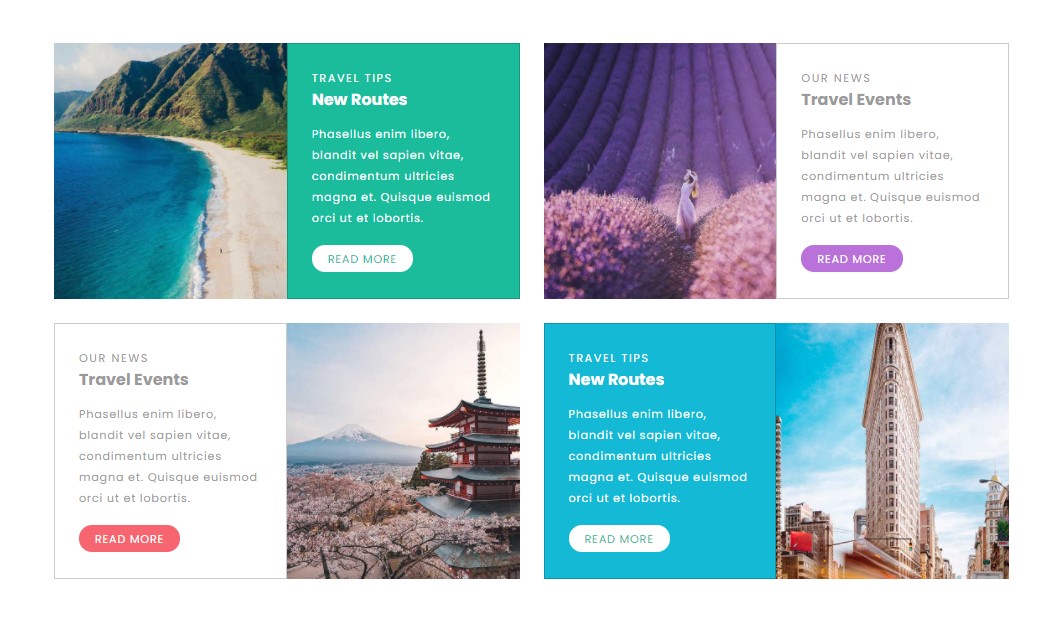 TRAVEL TIPS
New Routes
Phasellus enim libero,
blandit vel sapien vitae,
condimentum ultricies
magna et. Quisque euismod
orci ut et lobortis.
READ MORE
OUR NEWS
Travel Events
Phasellus enim libero,
blandit vel sapien vitae,
condimentum ultricies
magna et. Quisque euismod
orci ut et lobortis.
READ MORE
OUR NEWS
Travel Events
Phasellus enim libero,
blandit vel sapien vitae,
condimentum ultricies
magna et. Quisque euismod
orci ut et lobortis.
READ MORE
TRAVEL TIPS
New Routes
Phasellus enim libero,
blandit vel sapien vitae,
condimentum ultricies
magna et. Quisque euismod
orci ut et lobortis.
READ MORE